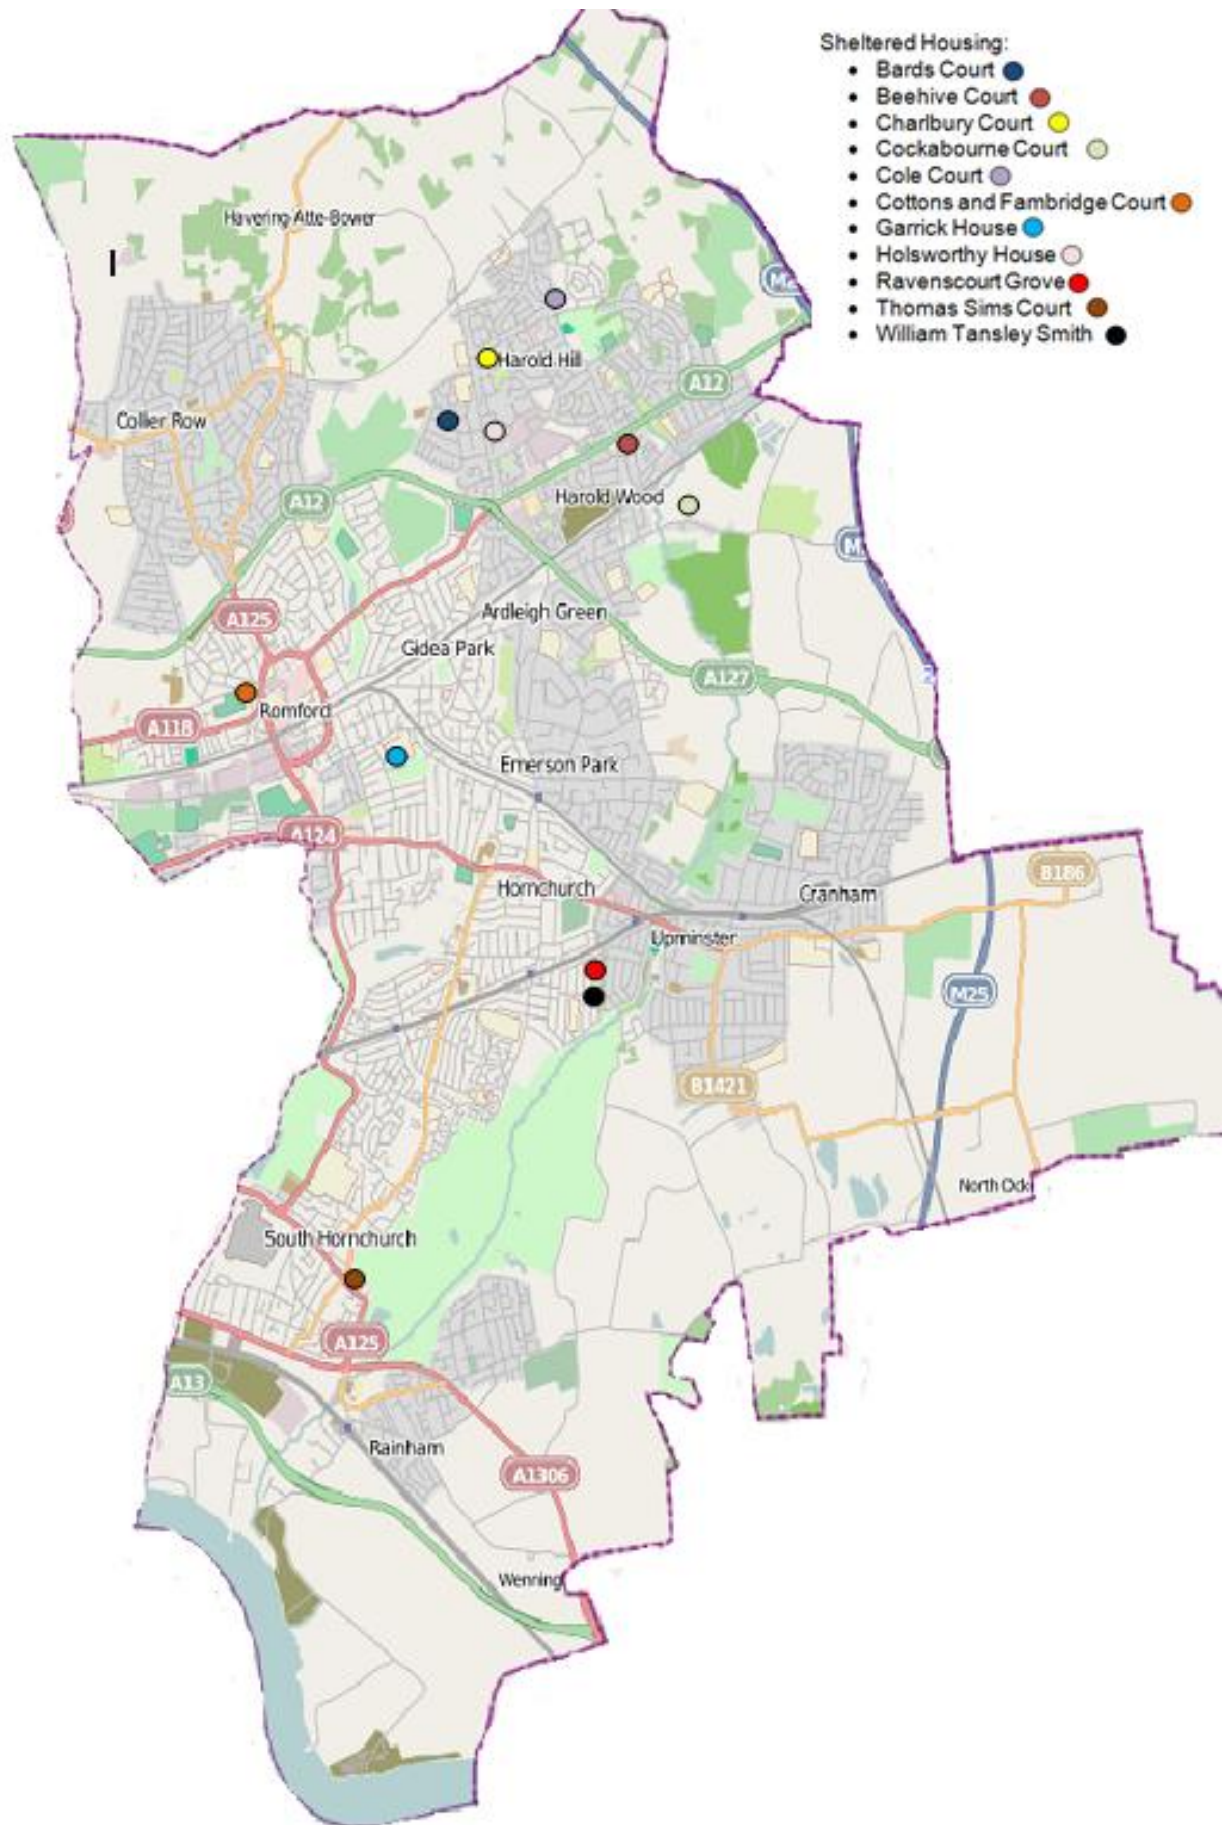 Sheltered Housing:
• Bards Court
• Beehive Court
• Charlbury Court
• Cockabourne Court
• Cole Court
• Cottons and Fambridge Court
• Garrick House
• Holsworthy House
• Ravenscourt Grove
• Thomas Sims Court
• William Tansley Smith
Havering-Atte-Bower
I
M2
Harold Hill
A12
Collier Row
A12
Harold Wood
M
A125
Ardleigh Green
Gidea Park
A127
2
Romford
A118
Emerson Park
A124
B186
Hornchurch
Cranham
Upminster
M25
B1421
North Ock
South Hornchurch
A125
A13
Rainham
A1306
Wenning